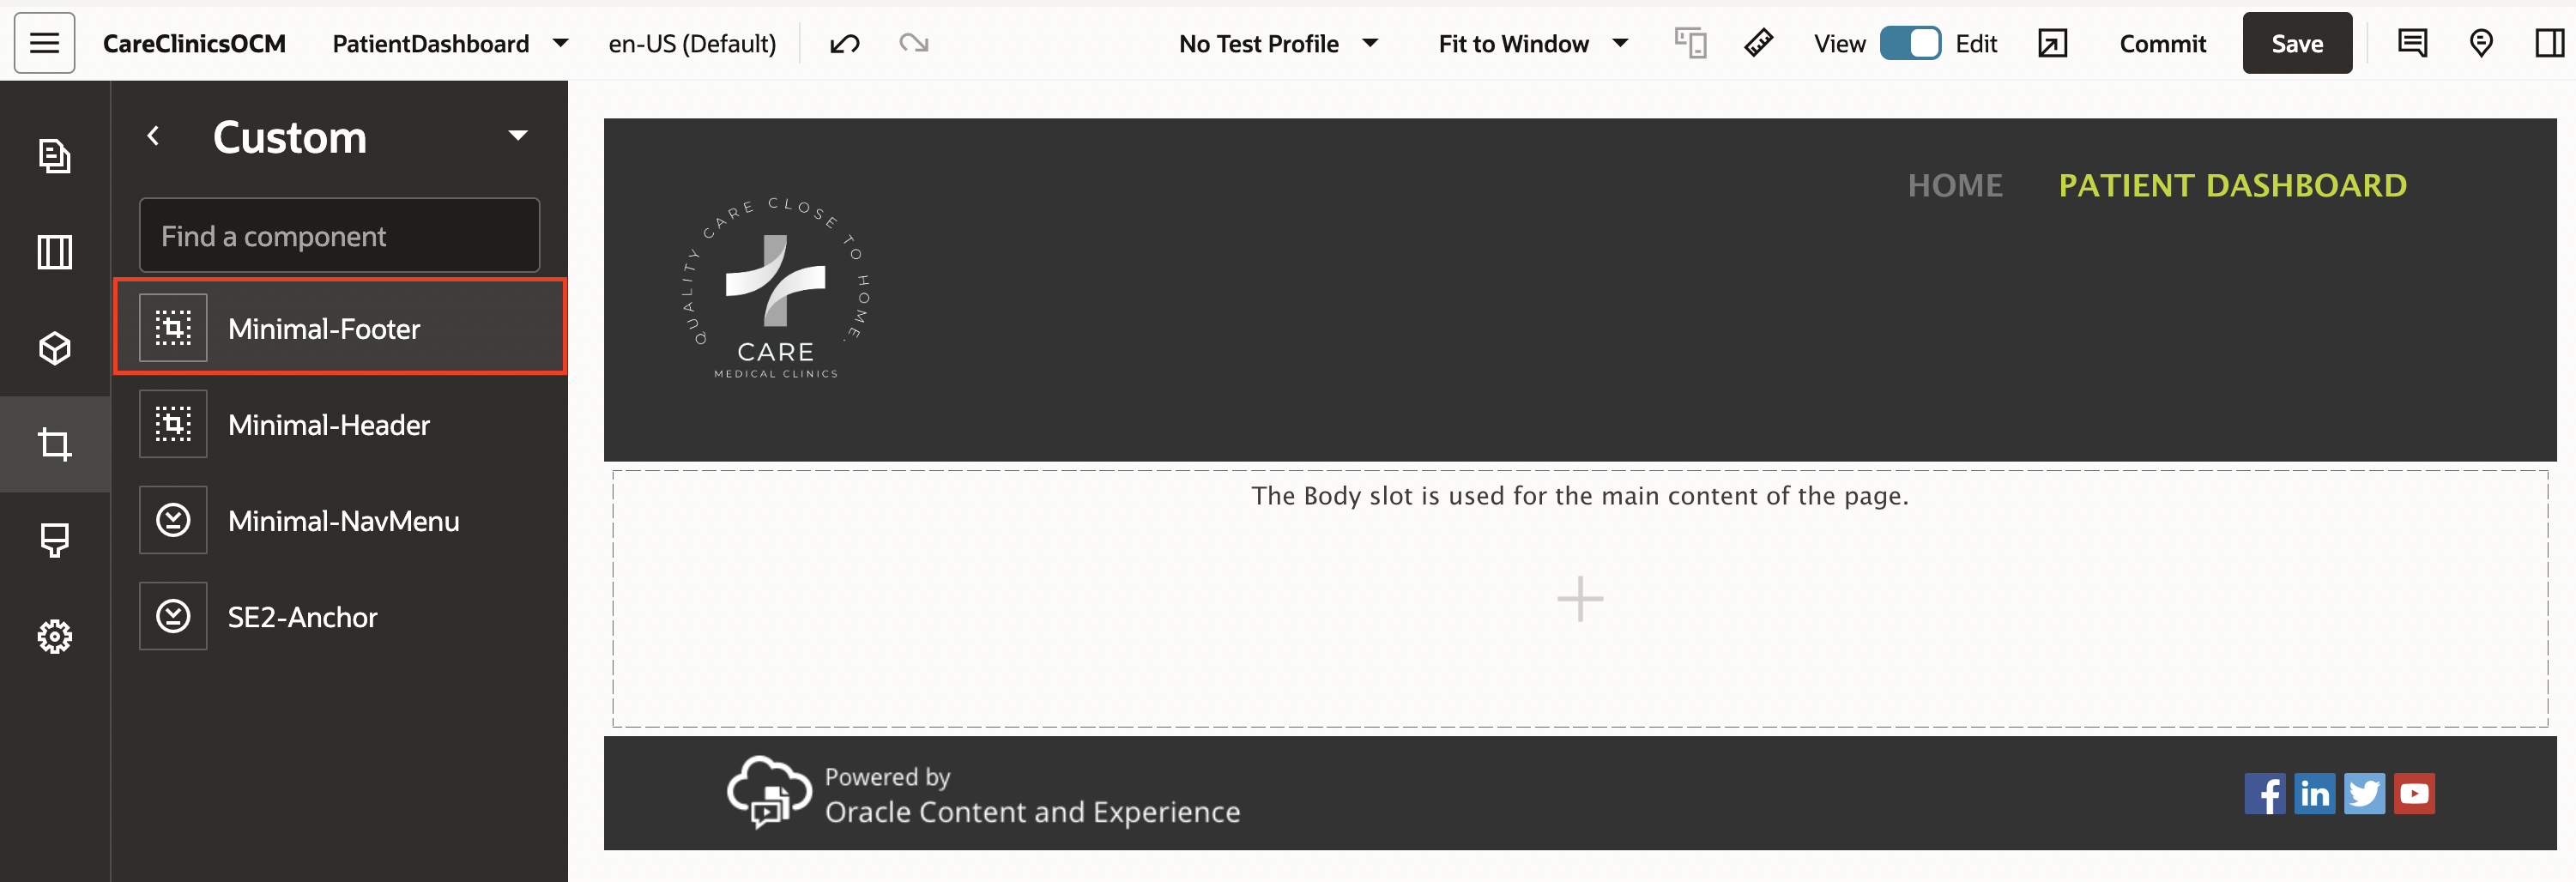 CareClinicsOCM PatientDashboard en-US (Default) No Test Profile Fit to Window View Edit Commit Save
Custom
Find a component
Minimal-Footer
Minimal-Header
Minimal-NavMenu
SE2-Anchor
HOME PATIENT DASHBOARD
QUALITY CARE CLOSE TO HOME.
CARE
MEDICAL CLINICS
The Body slot is used for the main content of the page.
Powered by
Oracle Content and Experience
f in